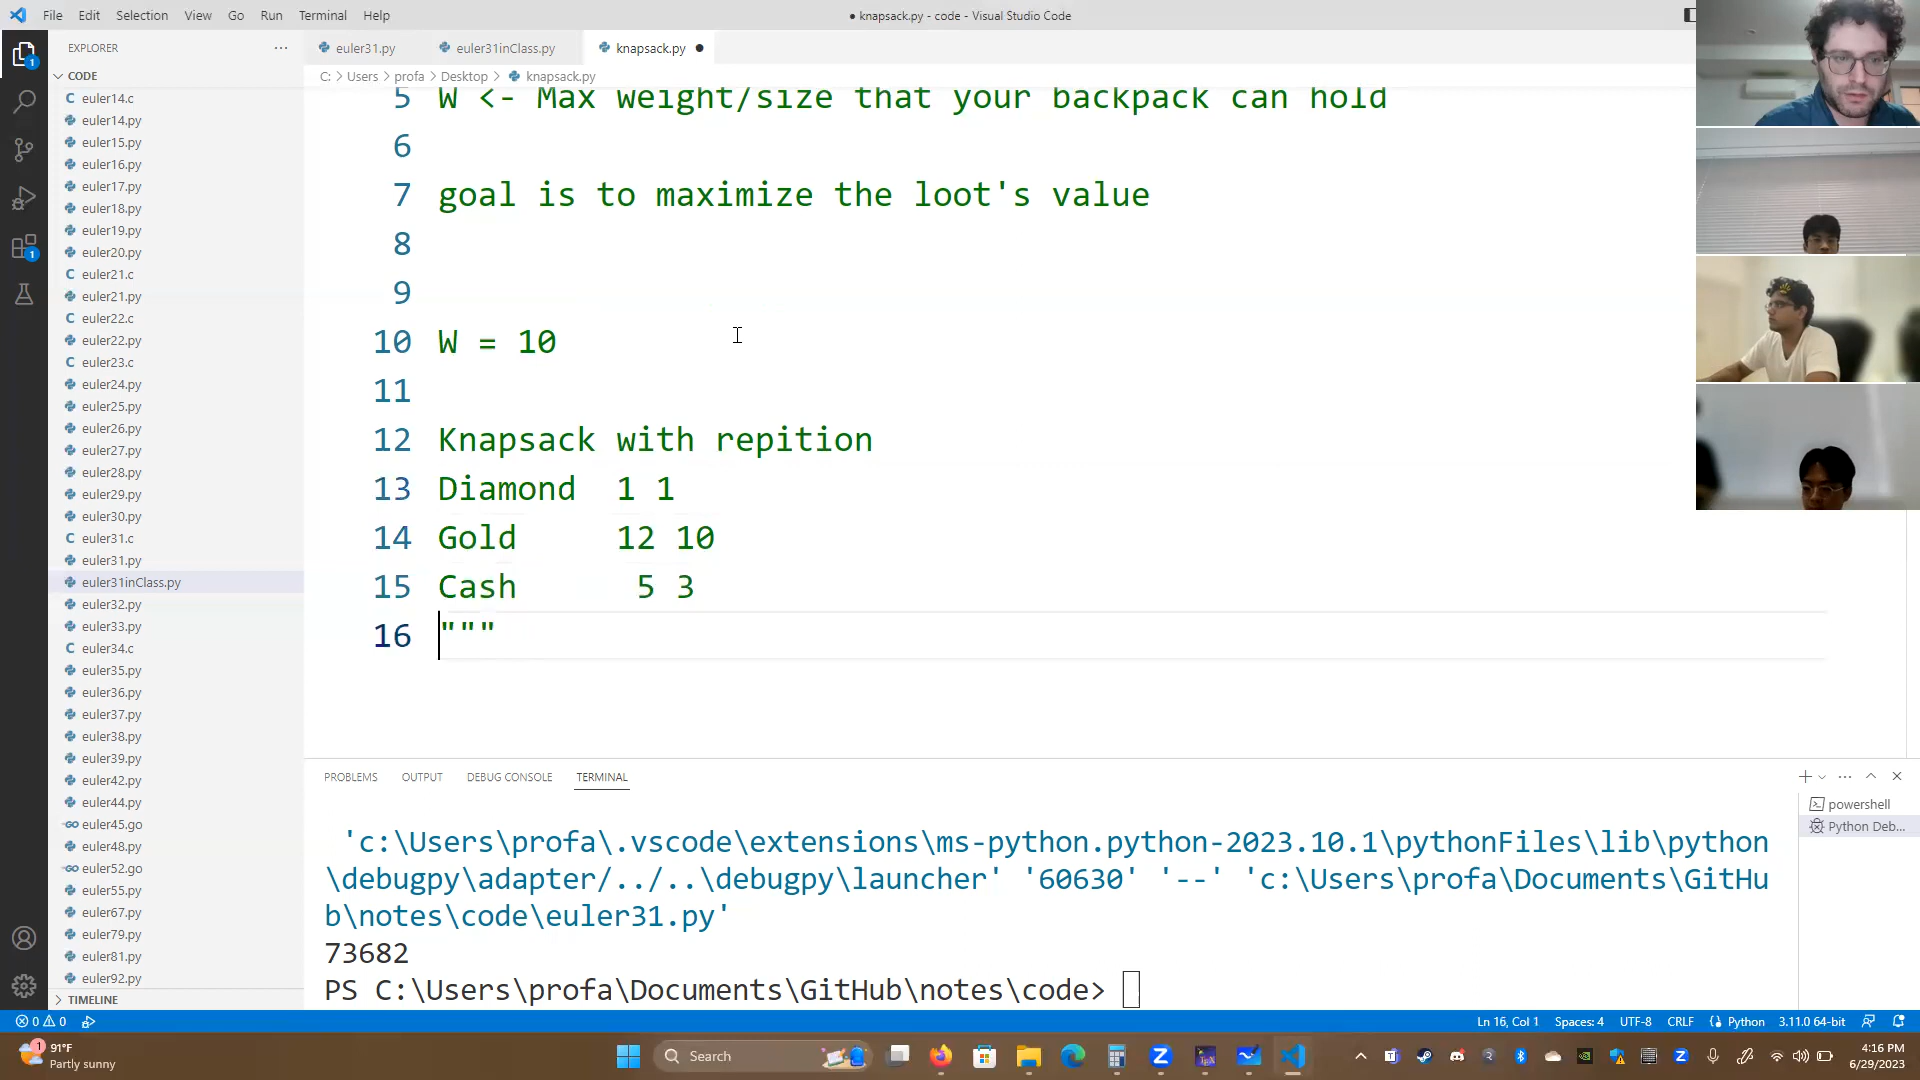 File Edit Selection View Go Run Terminal Help
● knapsack.py - code - Visual Studio Code
EXPLORER
CODE
euler14.c
euler14.py
euler15.py
euler16.py
euler17.py
euler18.py
euler19.py
euler20.py
euler21.c
euler21.py
euler22.c
euler22.py
euler23.c
euler24.py
euler25.py
euler26.py
euler27.py
euler28.py
euler29.py
euler30.py
euler31.c
euler31.py
euler31inClass.py
euler32.py
euler33.py
euler34.c
euler35.py
euler36.py
euler37.py
euler38.py
euler39.py
euler42.py
euler44.py
euler45.go
euler48.py
euler52.go
euler55.py
euler67.py
euler79.py
euler81.py
euler92.py
TIMELINE
euler31.py euler31inClass.py knapsack.py
C: > Users > profa > Desktop > knapsack.py
5 W <- Max weight/size that your backpack can hold
6
7 goal is to maximize the loot's value
8
9
10 W = 10
11
12 Knapsack with repition
13 Diamond 1 1
14 Gold 12 10
15 Cash 5 3
16 """
PROBLEMS OUTPUT DEBUG CONSOLE TERMINAL
'c:\Users\profa\.vscode\extensions\ms-python.python-2023.10.1\pythonFiles\lib\python
\debugpy\adapter/../..\debugpy\launcher' '60630' '--' 'c:\Users\profa\Documents\GitHu
b\notes\code\euler31.py'
73682
PS C:\Users\profa\Documents\GitHub\notes\code>
powershell
Python Deb...
0 0
Ln 16, Col 1 Spaces: 4 UTF-8 CRLF Python 3.11.0 64-bit
91°F
Partly sunny
Search
4:16 PM
6/29/2023